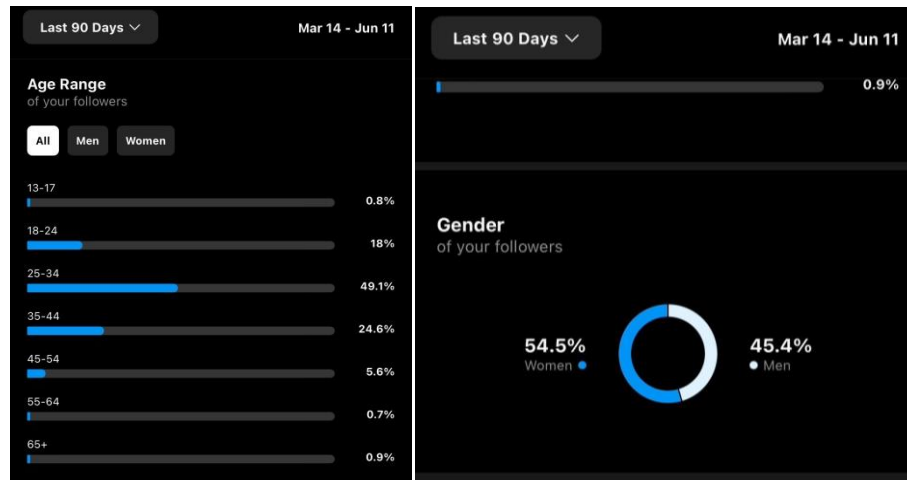 Last 90 Days
Mar 14 - Jun 11
Age Range
of your followers
All Men Women
13-17
0.8%
18-24
18%
25-34
49.1%
35-44
24.6%
45-54
5.6%
55-64
0.7%
65+
0.9%
Last 90 Days
Mar 14 - Jun 11
0.9%
Gender
of your followers
54.5%
Women
45.4%
Men